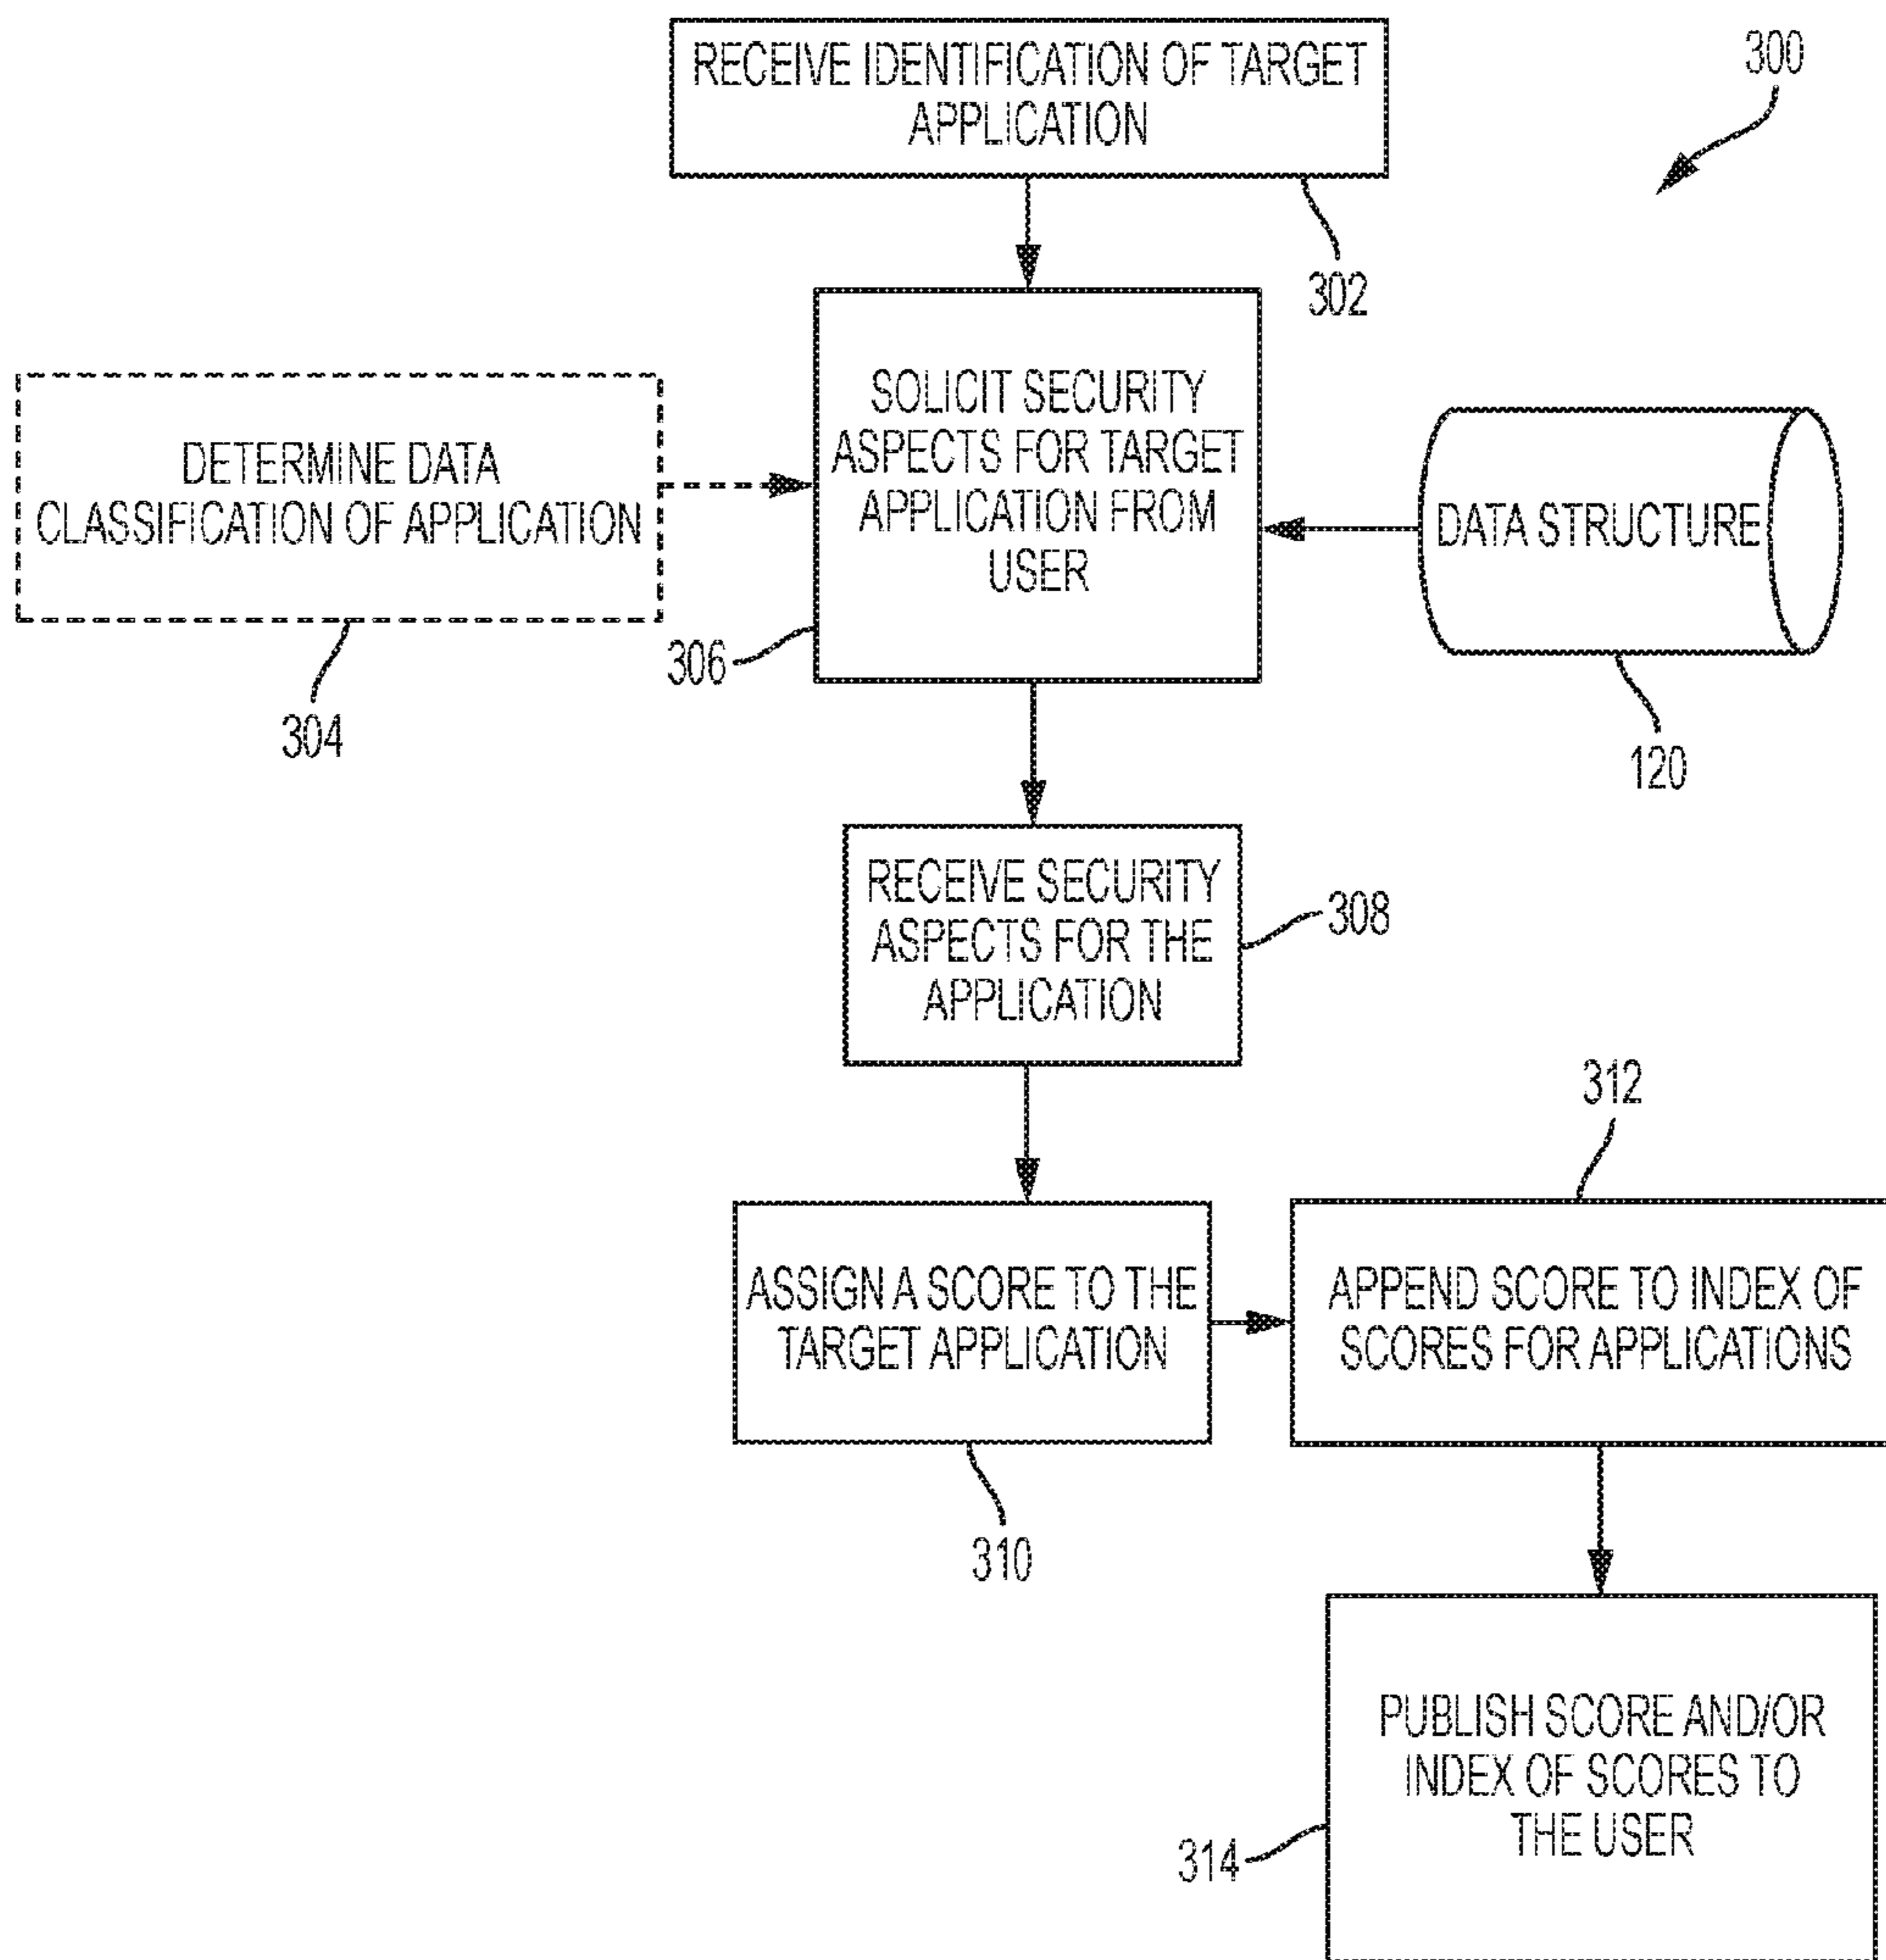 RECEIVE IDENTIFICATION OF TARGET
APPLICATION
300
302
SOLICIT SECURITY
ASPECTS FOR TARGET
APPLICATION FROM
USER
306
DETERMINE DATA
CLASSIFICATION OF APPLICATION
304
DATA STRUCTURE
120
RECEIVE SECURITY
ASPECTS FOR THE
APPLICATION
308
312
ASSIGN A SCORE TO THE
TARGET APPLICATION
310
APPEND SCORE TO INDEX OF
SCORES FOR APPLICATIONS
PUBLISH SCORE AND/OR
INDEX OF SCORES TO
THE USER
314